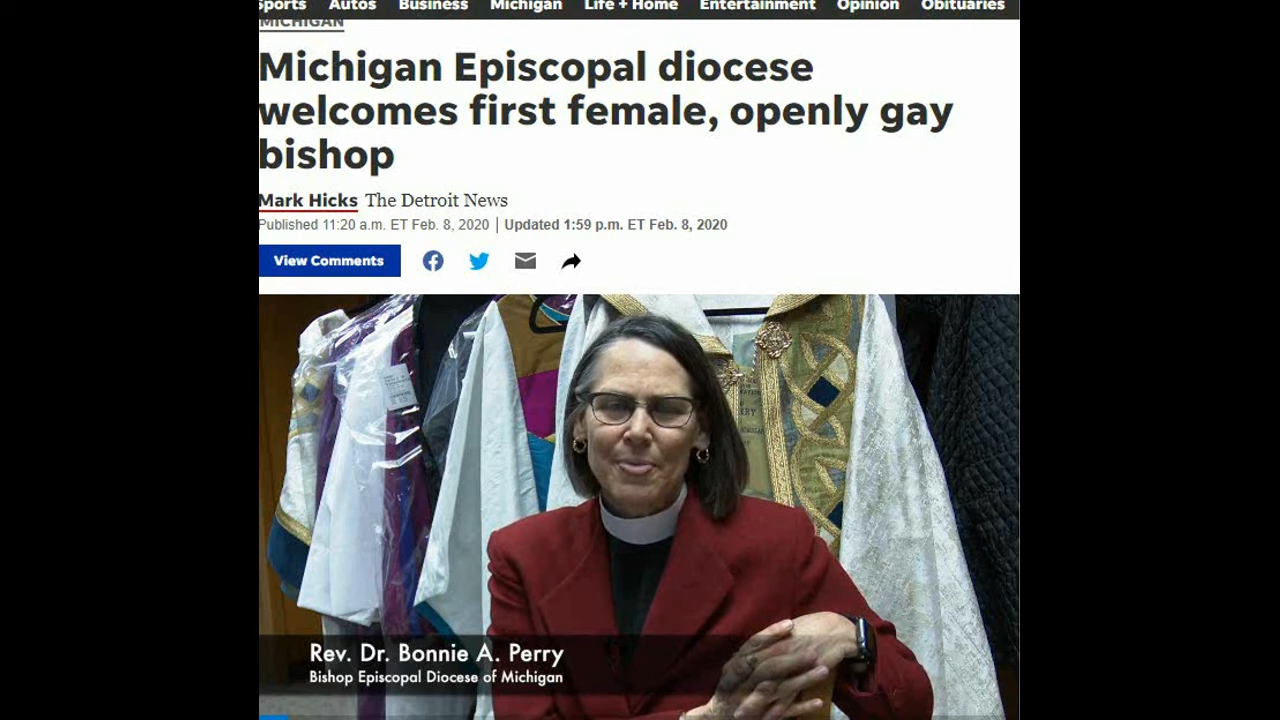 Sports Autos Business Michigan Life + Home Entertainment Opinion Obituaries
MICHIGAN
Michigan Episcopal diocese
welcomes first female, openly gay
bishop
Mark Hicks The Detroit News
Published 11:20 a.m. ET Feb. 8, 2020 | Updated 1:59 p.m. ET Feb. 8, 2020
View Comments
Rev. Dr. Bonnie A. Perry
Bishop Episcopal Diocese of Michigan